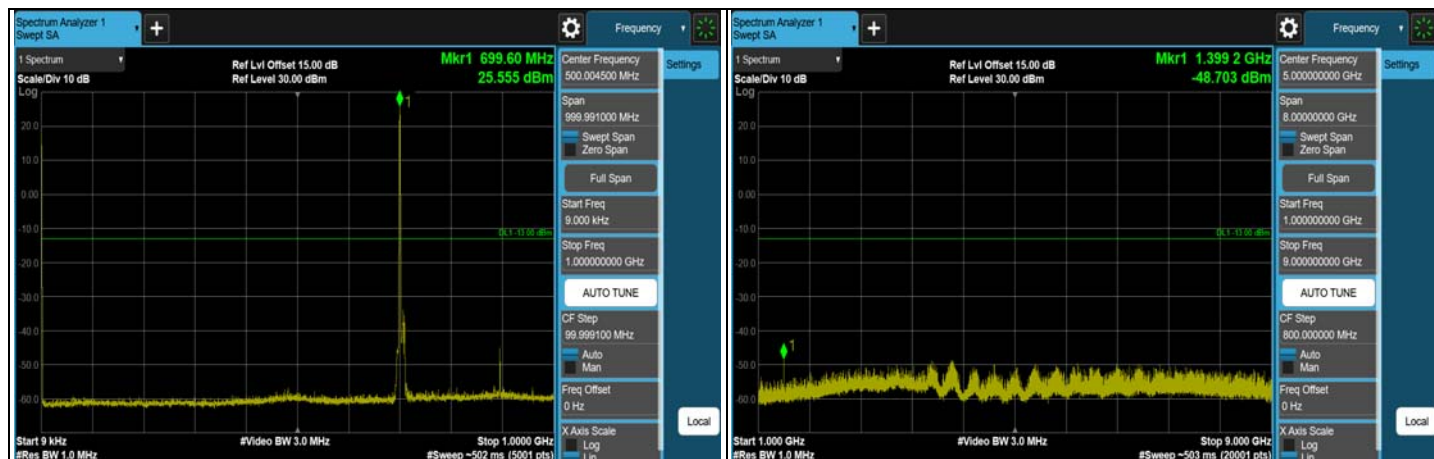 Spectrum Analyzer 1
Swept SA
+
Frequency
1 Spectrum
Scale/Div 10 dB
Ref Lvl Offset 15.00 dB
Ref Level 30.00 dBm
Mkr1 699.60 MHz
25.555 dBm
Log
20.0
10.0
0.00
-10.0
-20.0
-30.0
-40.0
-50.0
-60.0
1
DL1 -13.00 dBm
Start 9 kHz
#Res BW 1.0 MHz
#Video BW 3.0 MHz
Stop 1.0000 GHz
#Sweep ~502 ms (5001 pts)
Center Frequency
500.004500 MHz
Span
999.991000 MHz
Swept Span
Zero Span
Full Span
Start Freq
9.000 kHz
Stop Freq
1.000000000 GHz
AUTO TUNE
CF Step
99.999100 MHz
Auto
Man
Freq Offset
0 Hz
X Axis Scale
Log
Lin
Settings
Local
Spectrum Analyzer 1
Swept SA
+
Frequency
1 Spectrum
Scale/Div 10 dB
Ref Lvl Offset 15.00 dB
Ref Level 30.00 dBm
Mkr1 1.399 2 GHz
-48.703 dBm
Log
20.0
10.0
0.00
-10.0
-20.0
-30.0
-40.0
-50.0
-60.0
1
DL1 -13.00 dBm
Start 1.000 GHz
#Res BW 1.0 MHz
#Video BW 3.0 MHz
Stop 9.000 GHz
#Sweep ~503 ms (20001 pts)
Center Frequency
5.000000000 GHz
Span
8.00000000 GHz
Swept Span
Zero Span
Full Span
Start Freq
1.000000000 GHz
Stop Freq
9.000000000 GHz
AUTO TUNE
CF Step
800.000000 MHz
Auto
Man
Freq Offset
0 Hz
X Axis Scale
Log
Lin
Settings
Local